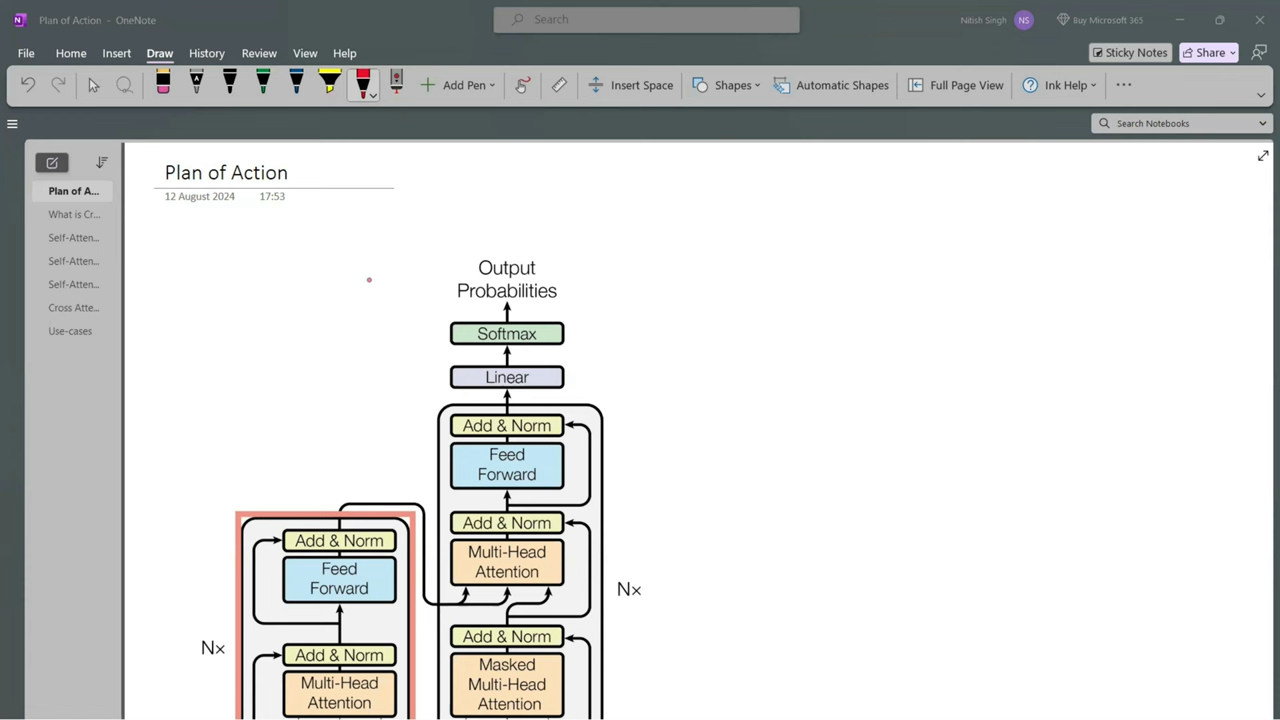 Plan of Action - OneNote
Search
Nitish Singh
NS
Buy Microsoft 365
File Home Insert Draw History Review View Help
Sticky Notes
Share
Add Pen
Insert Space
Shapes
Automatic Shapes
Full Page View
Ink Help
Search Notebooks
Plan of A...
What is Cr...
Self-Atten...
Self-Atten...
Self-Atten...
Cross Atte...
Use-cases
Plan of Action
12 August 2024 17:53
Output
Probabilities
Softmax
Linear
Add & Norm
Feed
Forward
Add & Norm
Multi-Head
Attention
Nx
Add & Norm
Masked
Multi-Head
Attention
Add & Norm
Feed
Forward
Nx
Add & Norm
Multi-Head
Attention